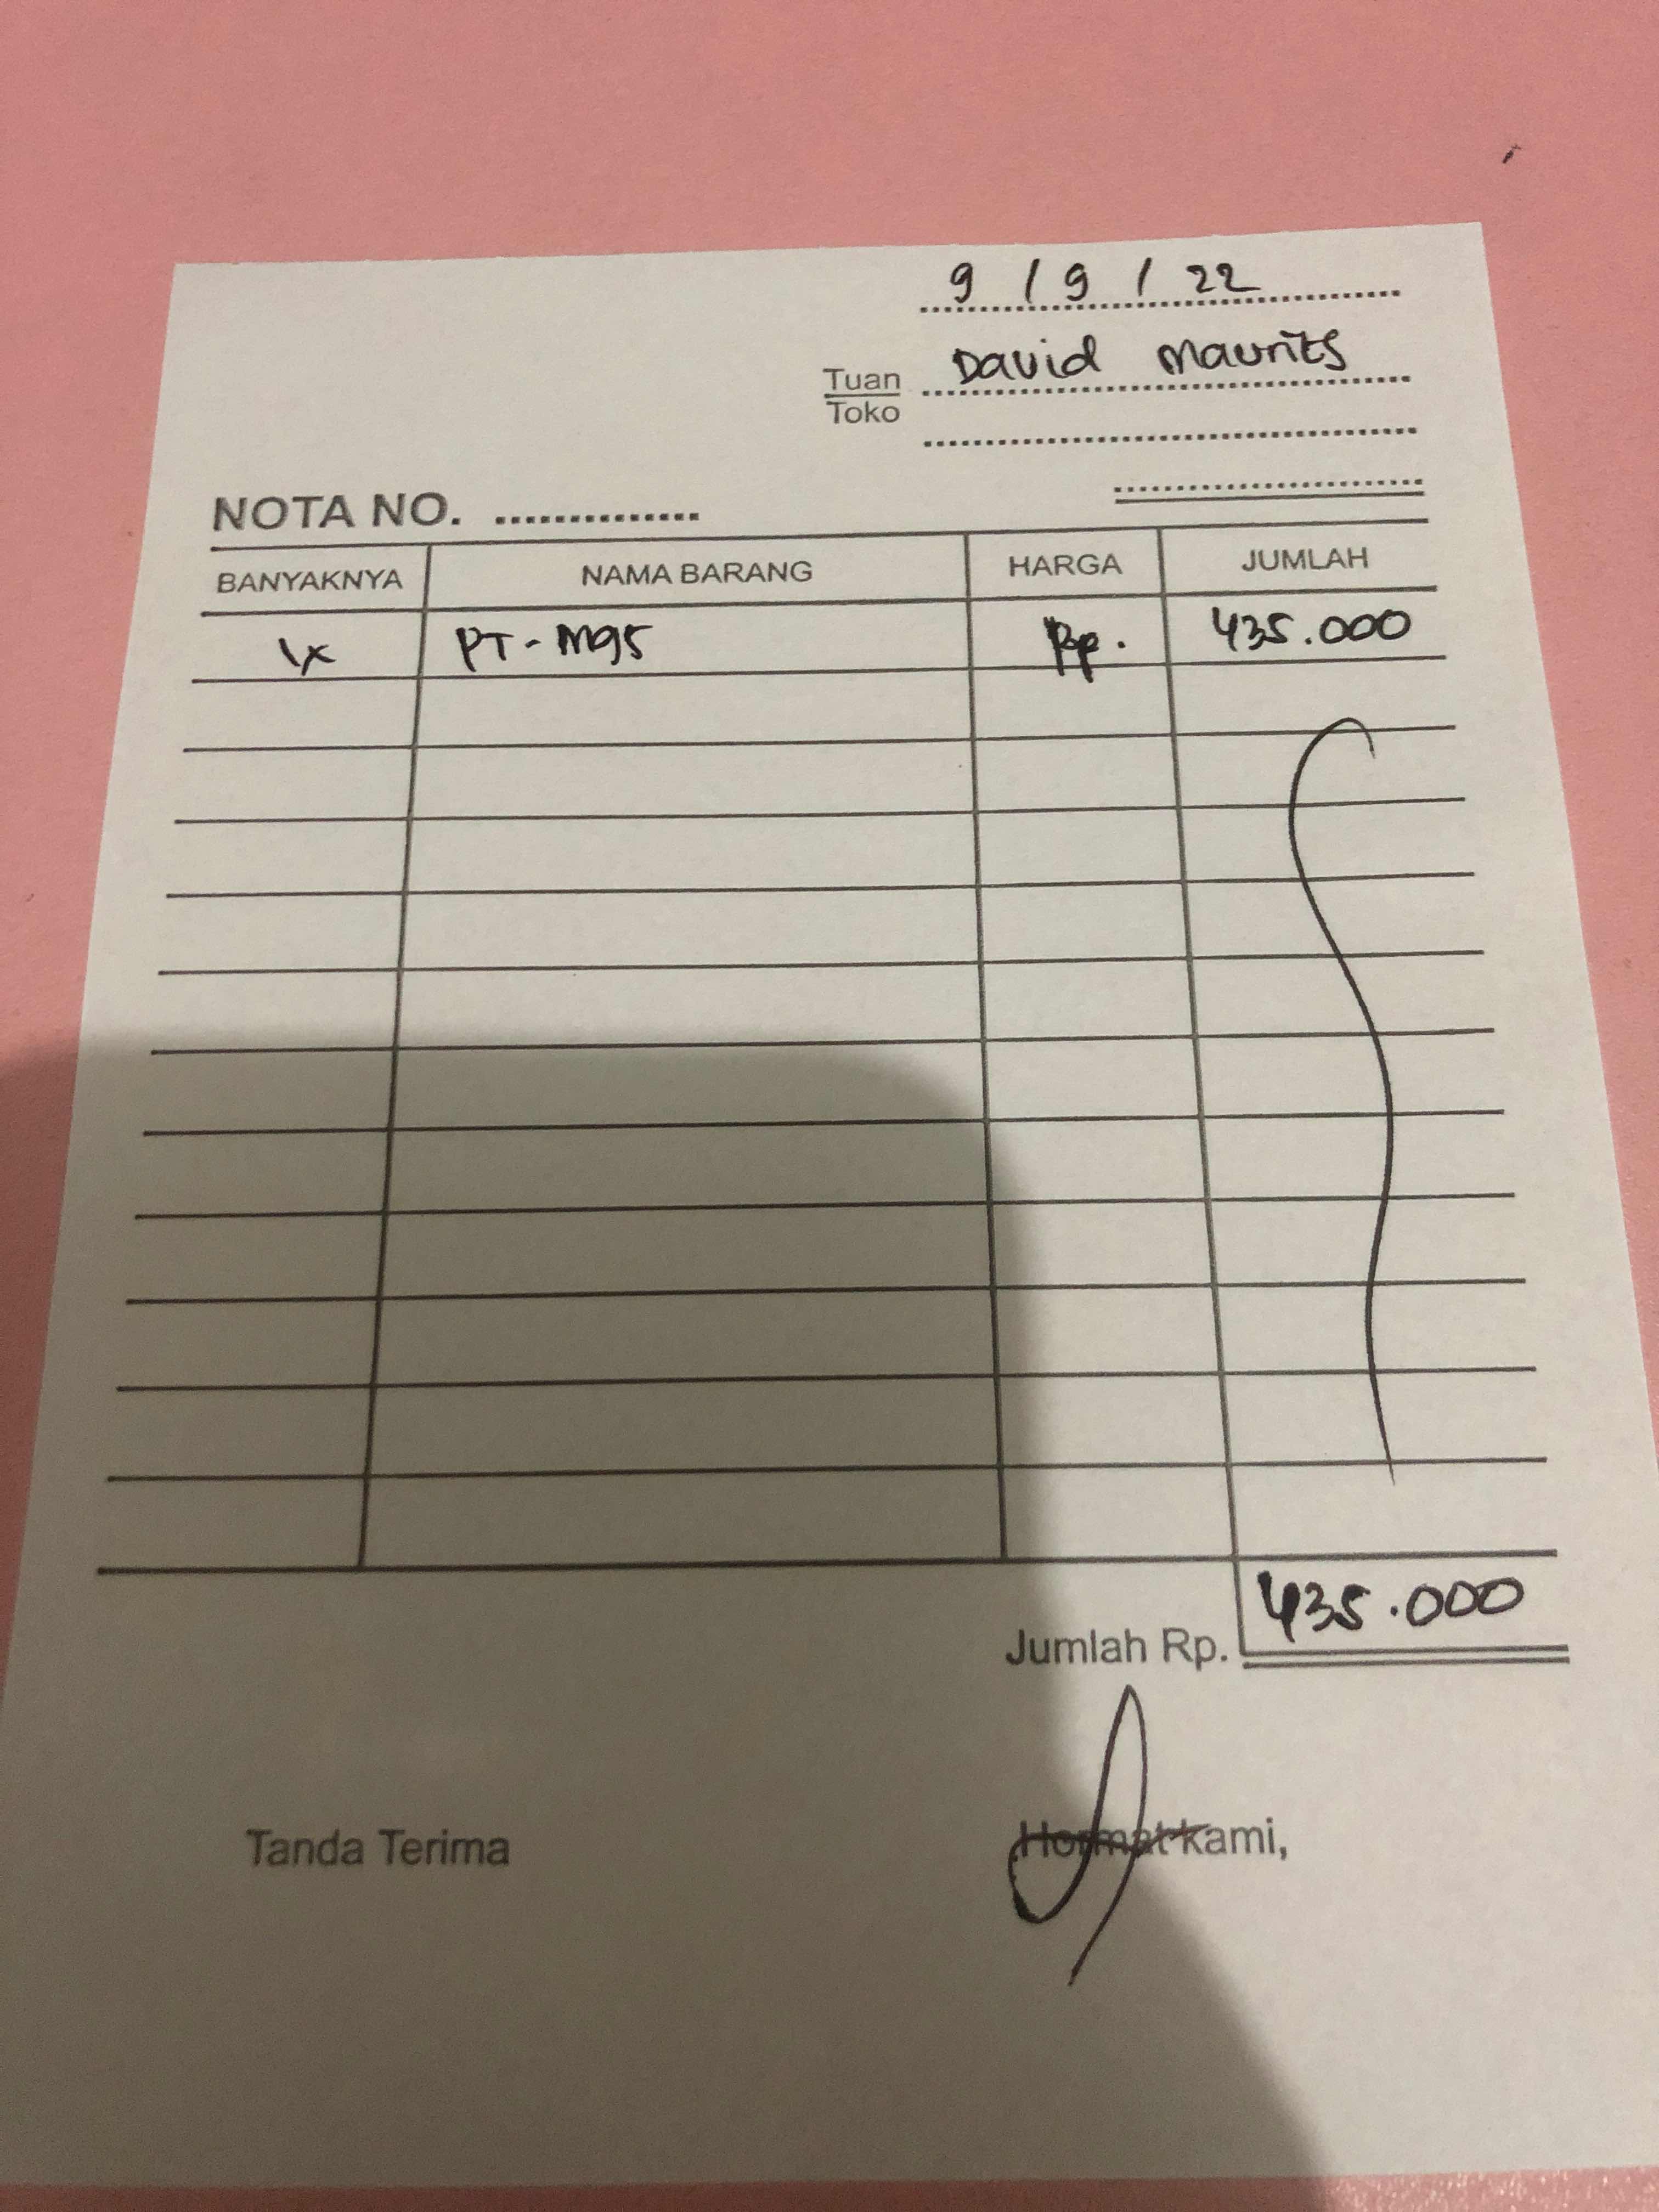 9 / 9 / 22
Tuan David Maurits
Toko
NOTA NO. ..............
BANYAKNYA NAMA BARANG HARGA JUMLAH
1x PT-M95 Rp. 435.000
Jumlah Rp. 435.000
Tanda Terima Hormat kami,